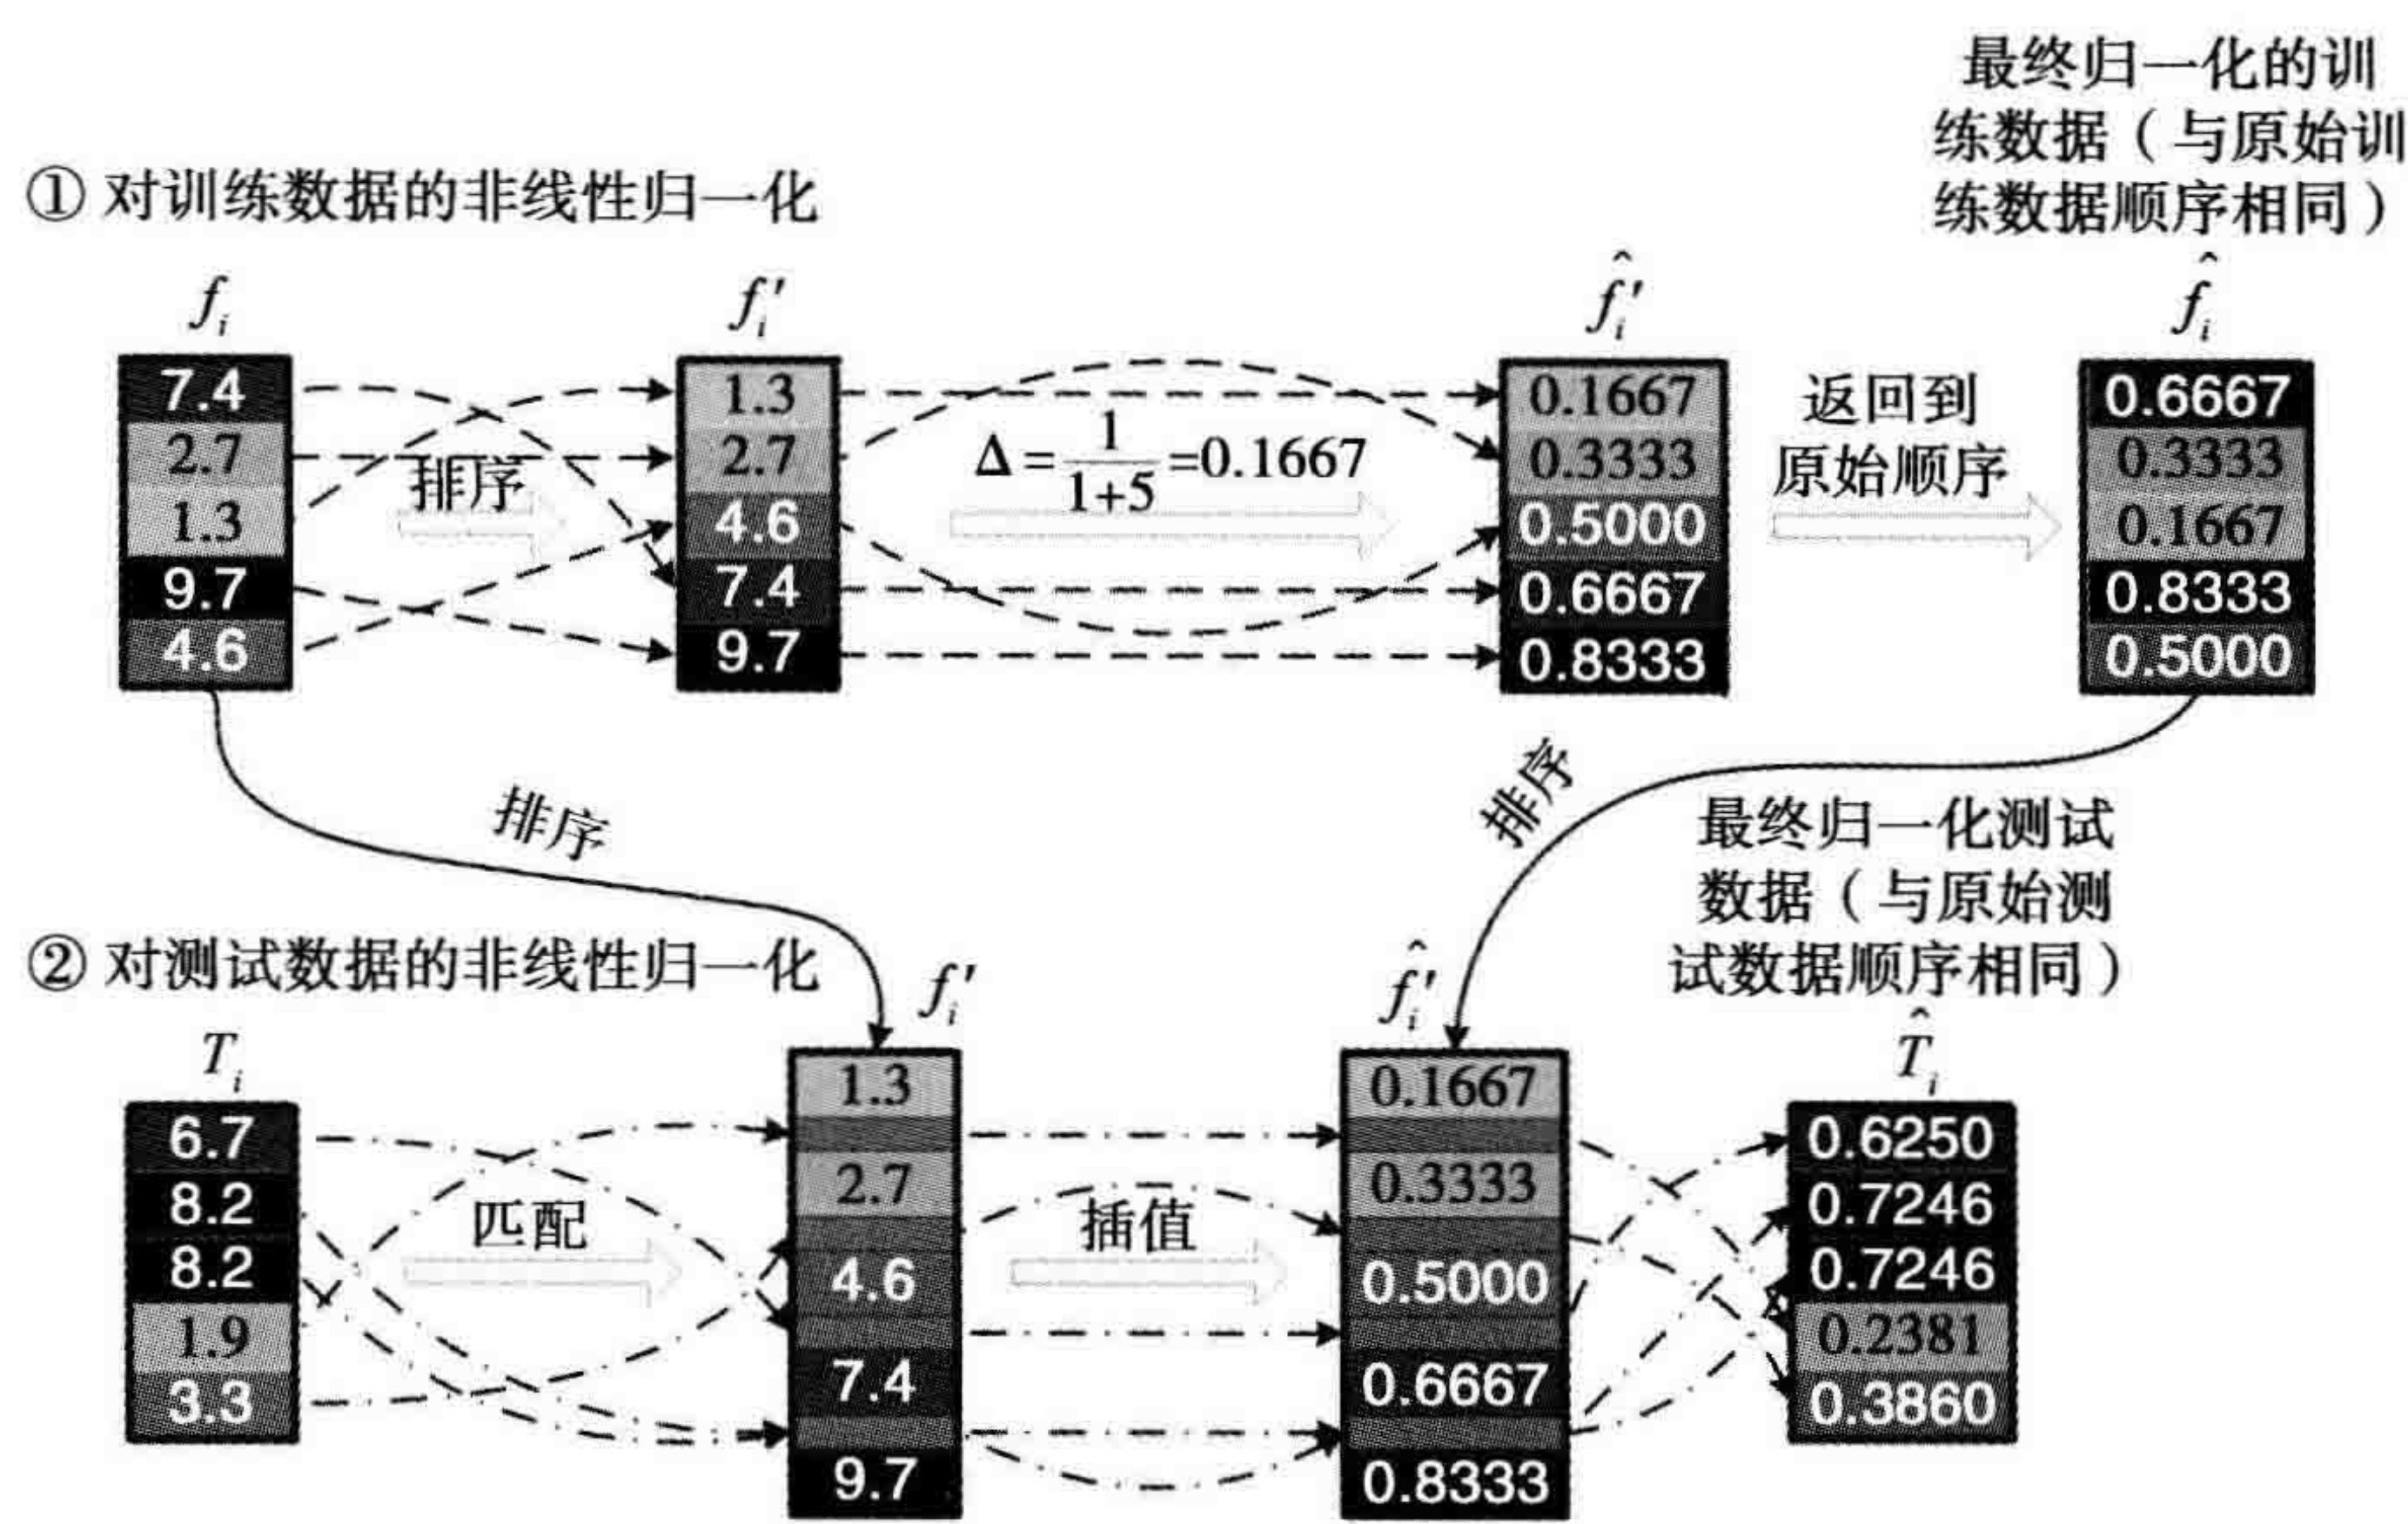 最终归一化的训
练数据（与原始训
练数据顺序相同）
① 对训练数据的非线性归一化
f_i
f_i'
\hat{f}_i'
\hat{f}_i
7.4
2.7
1.3
9.7
4.6
排序
1.3
2.7
4.6
7.4
9.7
Δ = 1/(1+5) =0.1667
0.1667
0.3333
0.5000
0.6667
0.8333
返回到
原始顺序
0.6667
0.3333
0.1667
0.8333
0.5000
排序
排序
最终归一化测试
数据（与原始测
试数据顺序相同）
② 对测试数据的非线性归一化
T_i
f_i'
\hat{f}_i'
\hat{T}_i
6.7
8.2
8.2
1.9
3.3
匹配
1.3
2.7
4.6
7.4
9.7
插值
0.1667
0.3333
0.5000
0.6667
0.8333
0.6250
0.7246
0.7246
0.2381
0.3860